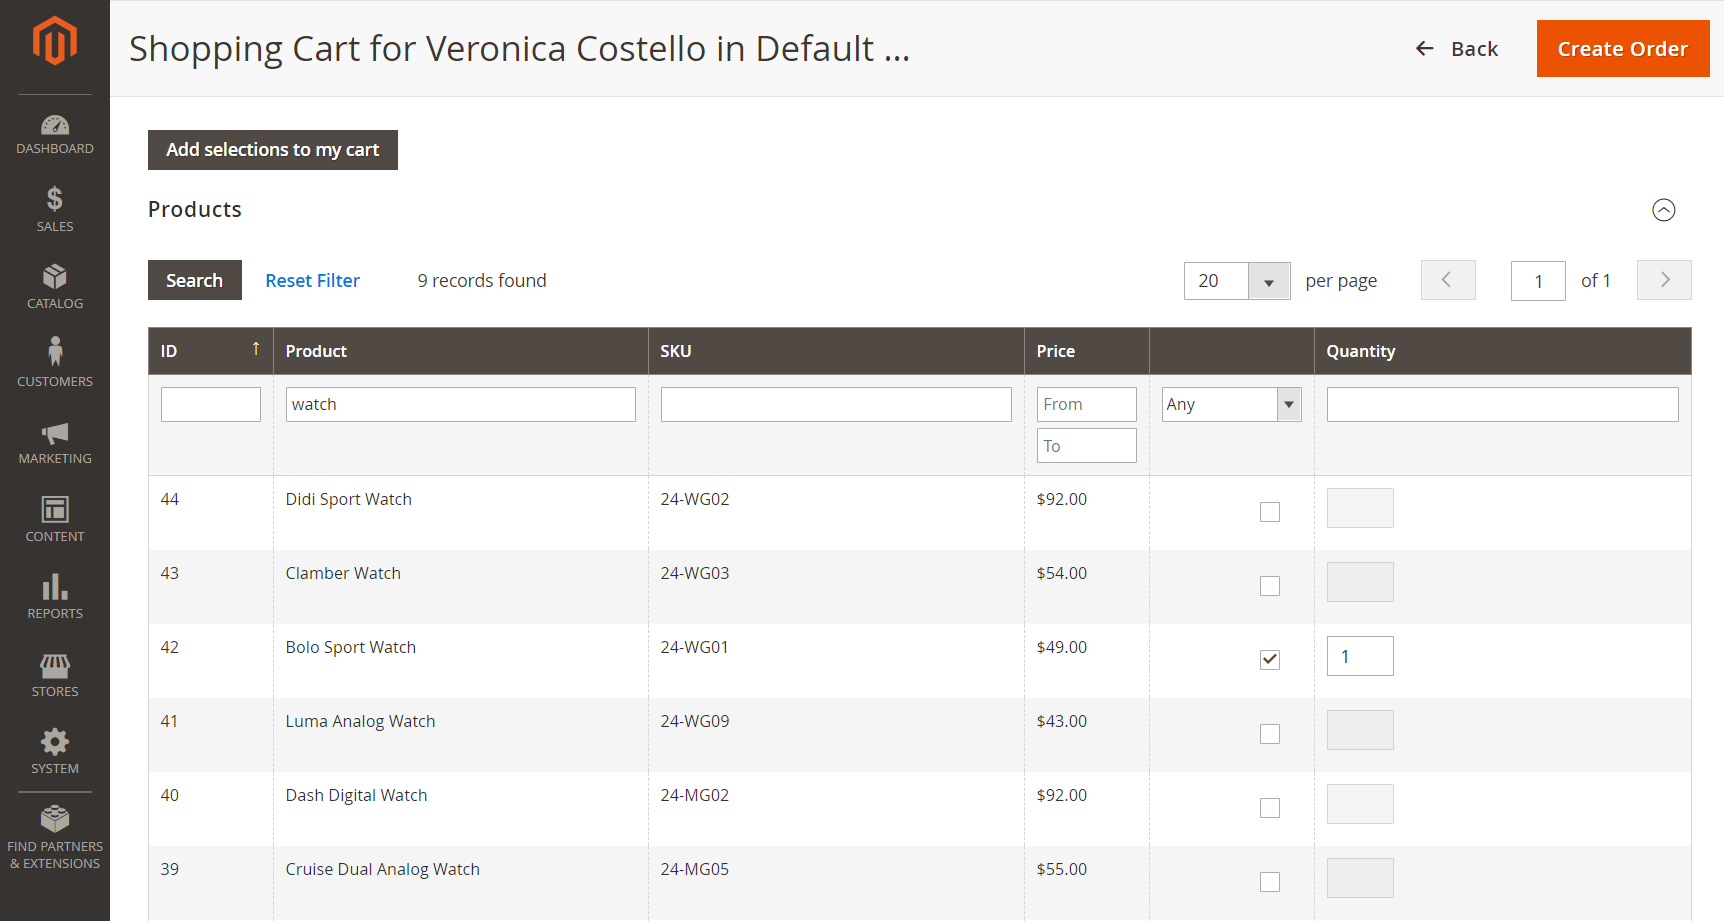 Shopping Cart for Veronica Costello in Default ...
Back
Create Order
DASHBOARD
SALES
CATALOG
CUSTOMERS
MARKETING
CONTENT
REPORTS
STORES
SYSTEM
FIND PARTNERS
& EXTENSIONS
Add selections to my cart
Products
Search Reset Filter 9 records found 20 per page 1 of 1
ID ↑ Product SKU Price Quantity
watch From Any
To
44 Didi Sport Watch 24-WG02 $92.00
43 Clamber Watch 24-WG03 $54.00
42 Bolo Sport Watch 24-WG01 $49.00 1
41 Luma Analog Watch 24-WG09 $43.00
40 Dash Digital Watch 24-MG02 $92.00
39 Cruise Dual Analog Watch 24-MG05 $55.00